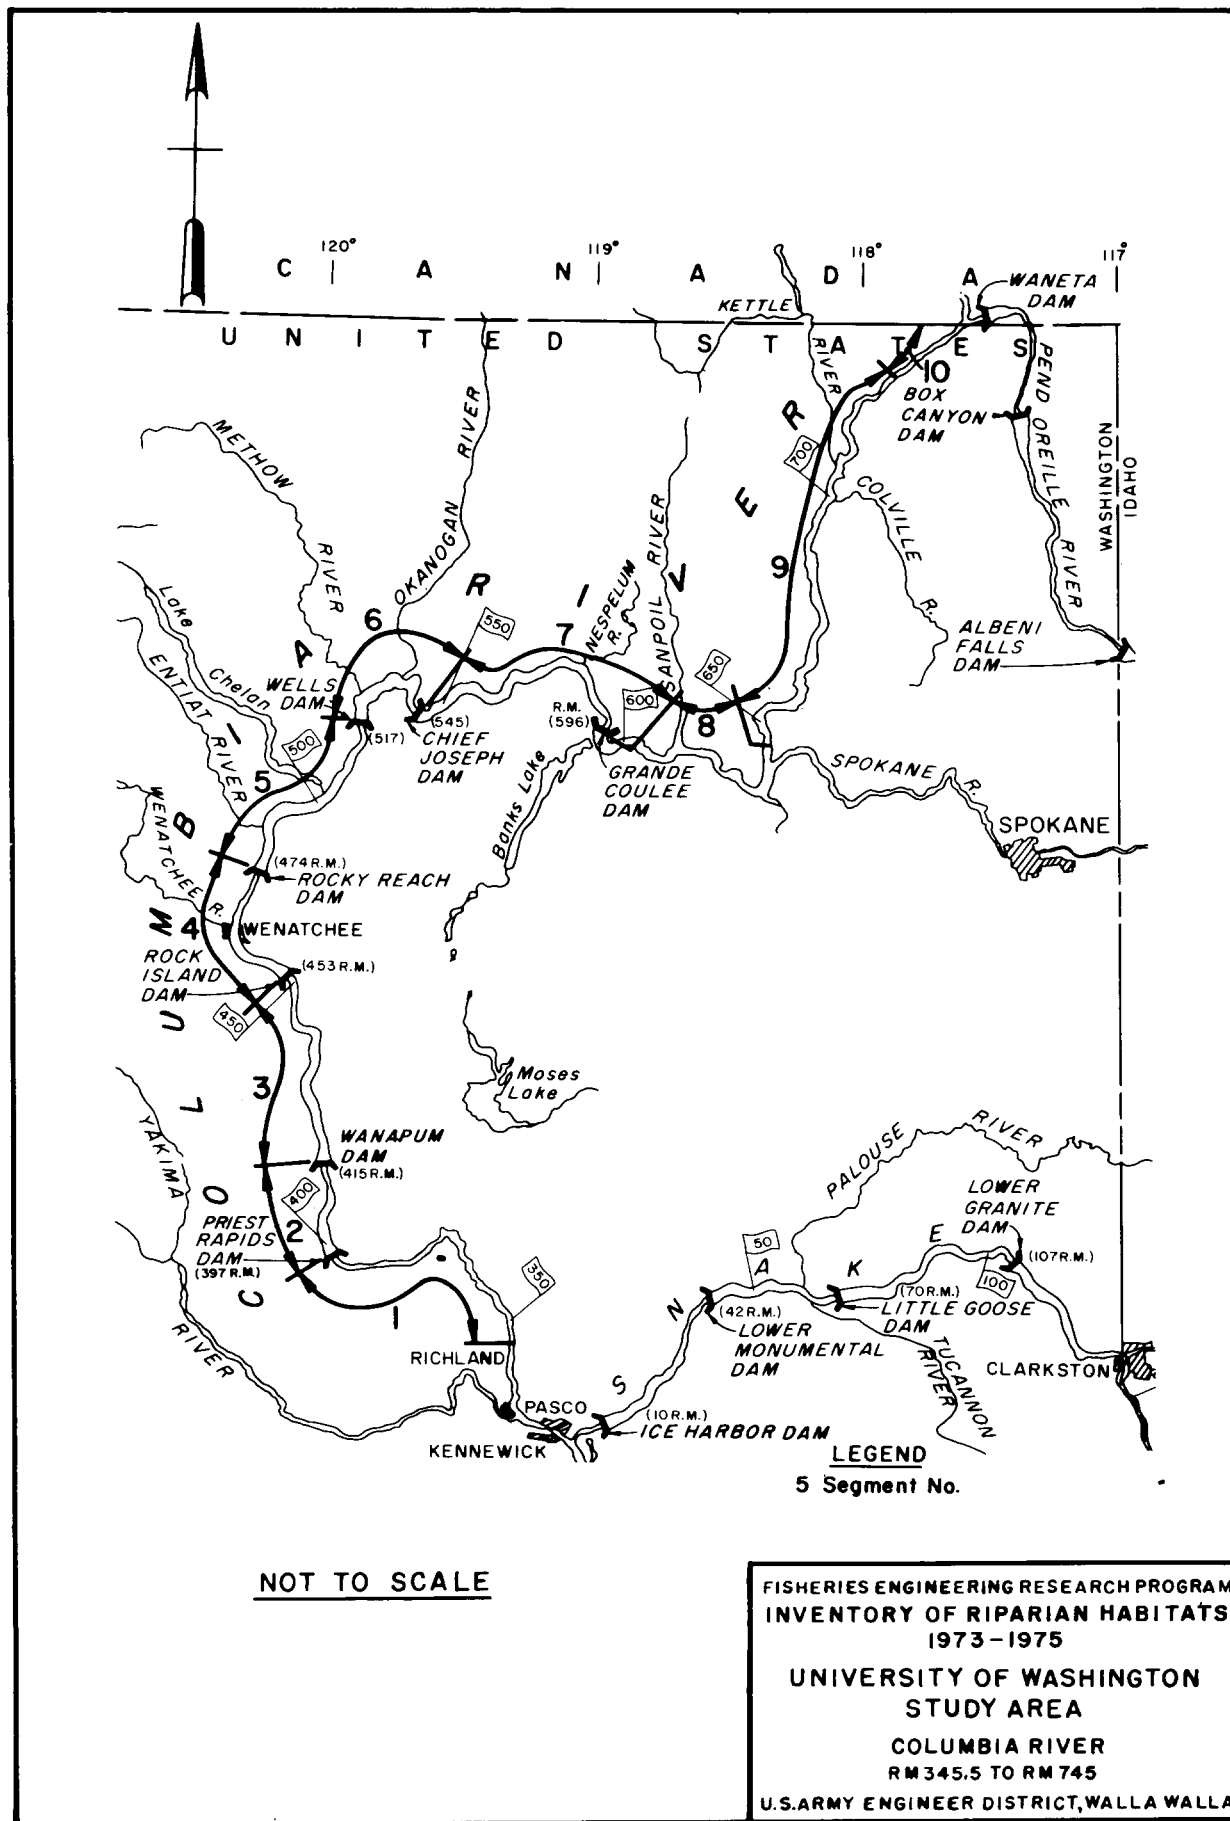 120°
119°
118°
117°
C A N A D A
UNITED STATES
WANETA
DAM
KETTLE
RIVER
10
BOX
CANYON
DAM
PEND OREILLE RIVER
WASHINGTON
IDAHO
METHOW
RIVER
OKANOGAN RIVER
SANPOIL RIVER
NESPELUM
R.
COLVILLE
R.
700
9
ALBENI
FALLS
DAM
COLUMBIA RIVER
Lake
Chelan
ENTIAT
RIVER
6
550
7
650
WELLS
DAM
(517)
(545)
CHIEF
JOSEPH
DAM
R.M.
(596)
600
8
GRANDE
COULEE
DAM
Banks Lake
SPOKANE R.
SPOKANE
500
5
WENATCHEE R.
(474 R.M.)
ROCKY REACH
DAM
4
WENATCHEE
ROCK
ISLAND
DAM
(453 R.M.)
450
3
Moses
Lake
YAKIMA
RIVER
WANAPUM
DAM
(415 R.M.)
400
2
PRIEST
RAPIDS
DAM
(397 R.M.)
1
350
RICHLAND
PASCO
KENNEWICK
SNAKE
PALOUSE
RIVER
LOWER
GRANITE
DAM
(107 R.M.)
100
50
(70 R.M.)
LITTLE GOOSE
DAM
(42 R.M.)
LOWER
MONUMENTAL
DAM
TUCANNON
RIVER
CLARKSTON
(10 R.M.)
ICE HARBOR DAM
LEGEND
5 Segment No.
NOT TO SCALE
FISHERIES ENGINEERING RESEARCH PROGRAM
INVENTORY OF RIPARIAN HABITATS
1973-1975
UNIVERSITY OF WASHINGTON
STUDY AREA
COLUMBIA RIVER
RM 345.5 TO RM 745
U.S. ARMY ENGINEER DISTRICT, WALLA WALLA